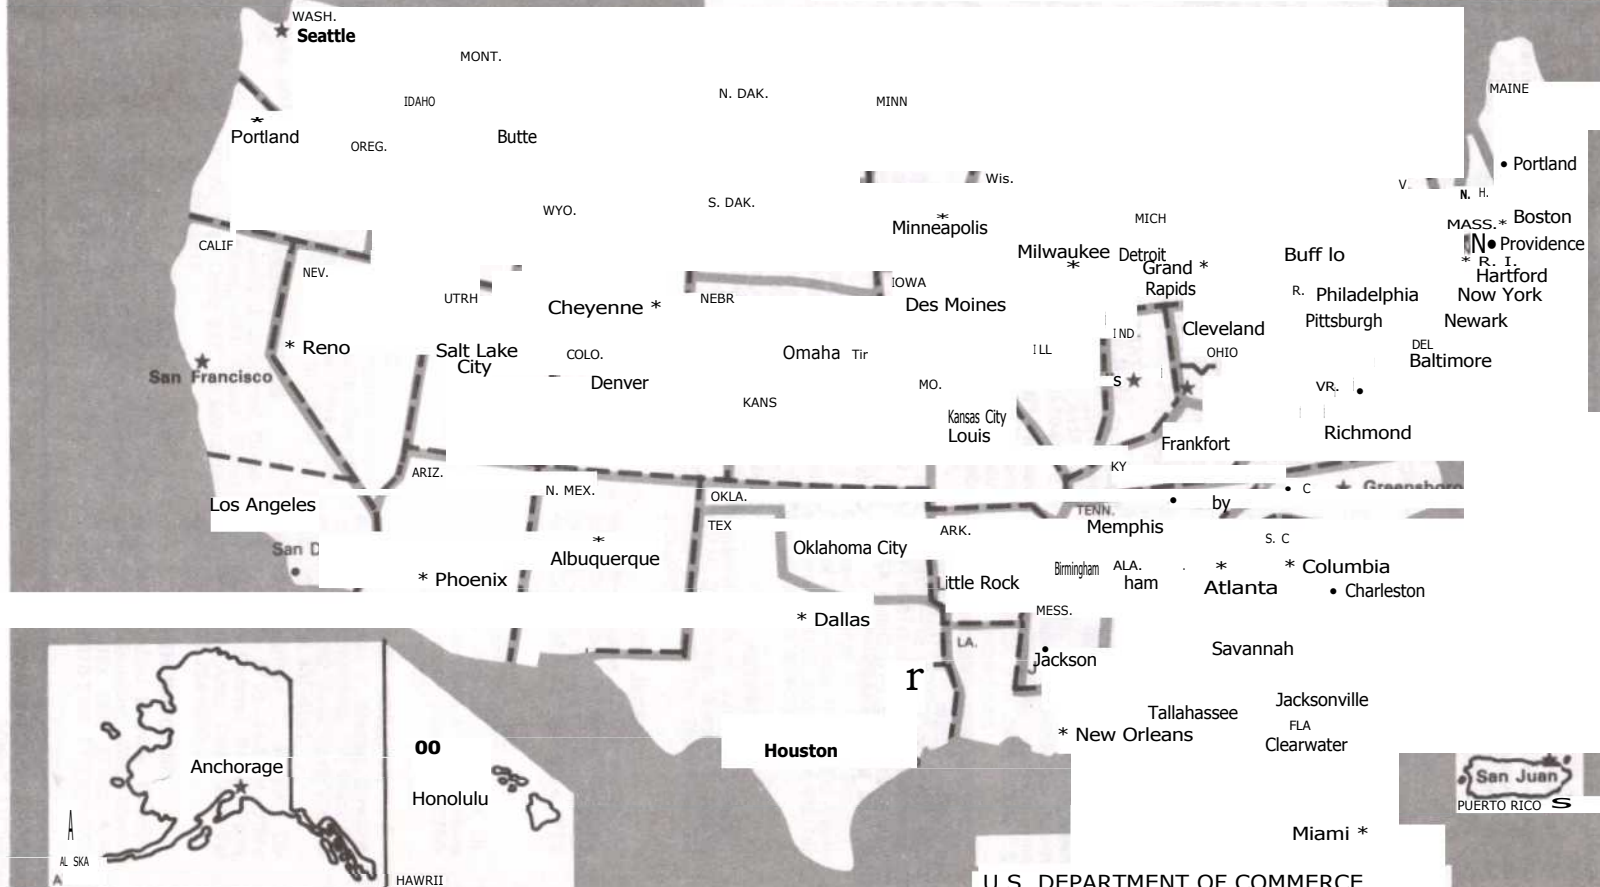 WASH.
★ Seattle
MONT.
IDAHO
N. DAK.
MINN
MAINE
* Portland
OREG.
Butte
• Portland
Wis.
V.
N. H.
WYO.
S. DAK.
* Minneapolis
MICH
MASS. * Boston
CALIF
Milwaukee *
Detroit
Buff lo
N • Providence
NEV.
Grand *
Rapids
* R. I.
Hartford
UTRH
Cheyenne *
NEBR
IOWA
Des Moines
R. Philadelphia
Now York
IND.
Cleveland
Pittsburgh
Newark
* Reno
Salt Lake
City
COLO.
Omaha Tir
ILL
OHIO
DEL
Baltimore
San Francisco
Denver
KANS
MO.
S ★
VR.
Kansas City
Louis
Frankfort
Richmond
ARIZ.
KY
Los Angeles
N. MEX.
OKLA.
• C ★ Greensboro
by
TEX
TENN.
Memphis
ARK.
S. C
San D
* Albuquerque
Oklahoma City
* Phoenix
Little Rock
Birmingham
ALA.
ham
* Atlanta
* Columbia
• Charleston
* Dallas
MESS.
LA.
Jackson
Savannah
r
Jacksonville
Tallahassee
FLA
* New Orleans
Clearwater
00
Houston
Anchorage
Honolulu
San Juan
PUERTO RICO S
A
Miami *
AL SKA
A
HAWRII
U.S. DEPARTMENT OF COMMERCE